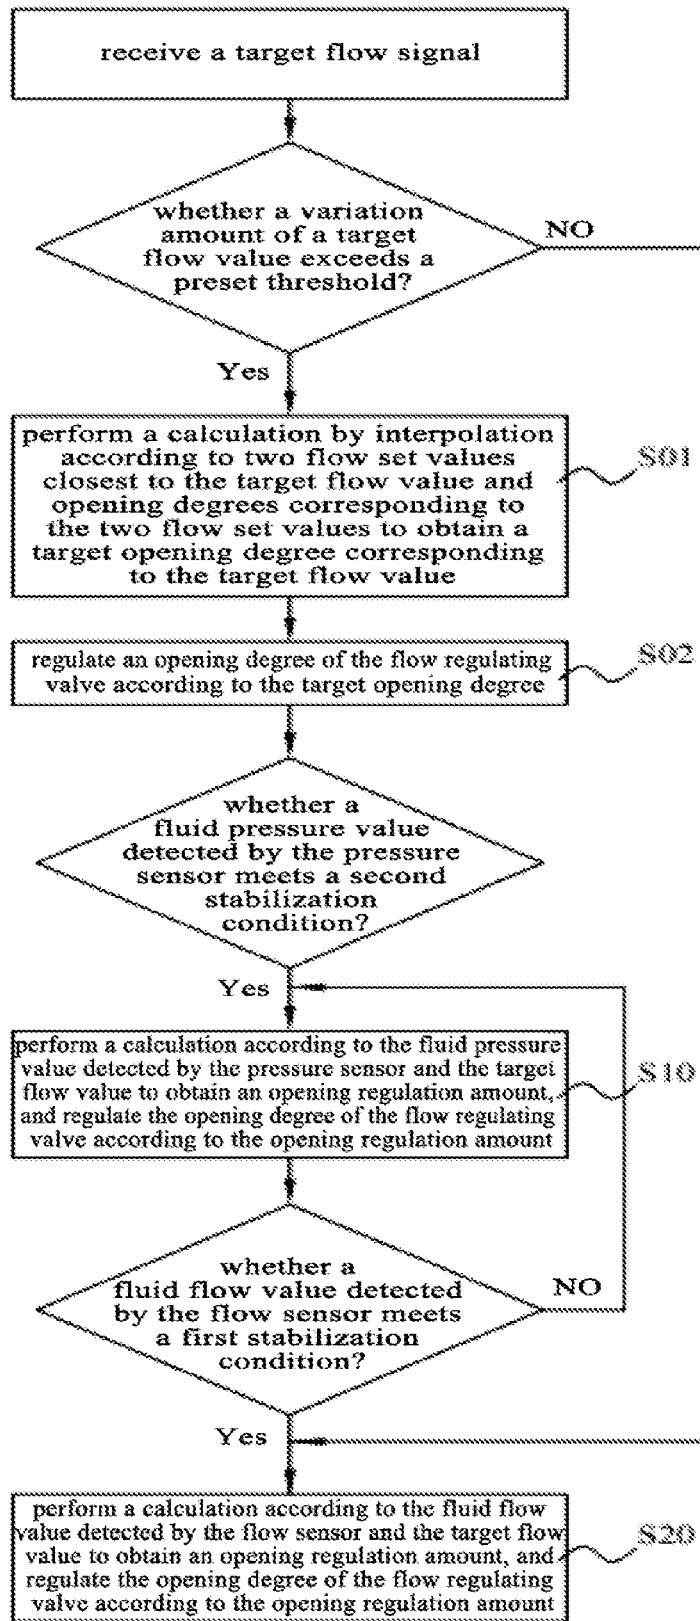 receive a target flow signal
whether a variation
amount of a target
flow value exceeds a
preset threshold?
NO
Yes
perform a calculation by interpolation
according to two flow set values
closest to the target flow value and
opening degrees corresponding to
the two flow set values to obtain a
target opening degree corresponding
to the target flow value
S01
regulate an opening degree of the flow regulating
valve according to the target opening degree
S02
whether a
fluid pressure value
detected by the pressure
sensor meets a second
stabilization
condition?
Yes
perform a calculation according to the fluid pressure
value detected by the pressure sensor and the target
flow value to obtain an opening regulation amount,
and regulate the opening degree of the flow regulating
valve according to the opening regulation amount
S10
whether a
fluid flow value detected
by the flow sensor meets
a first stabilization
condition?
NO
Yes
perform a calculation according to the fluid flow
value detected by the flow sensor and the target flow
value to obtain an opening regulation amount, and
regulate the opening degree of the flow regulating
valve according to the opening regulation amount
S20